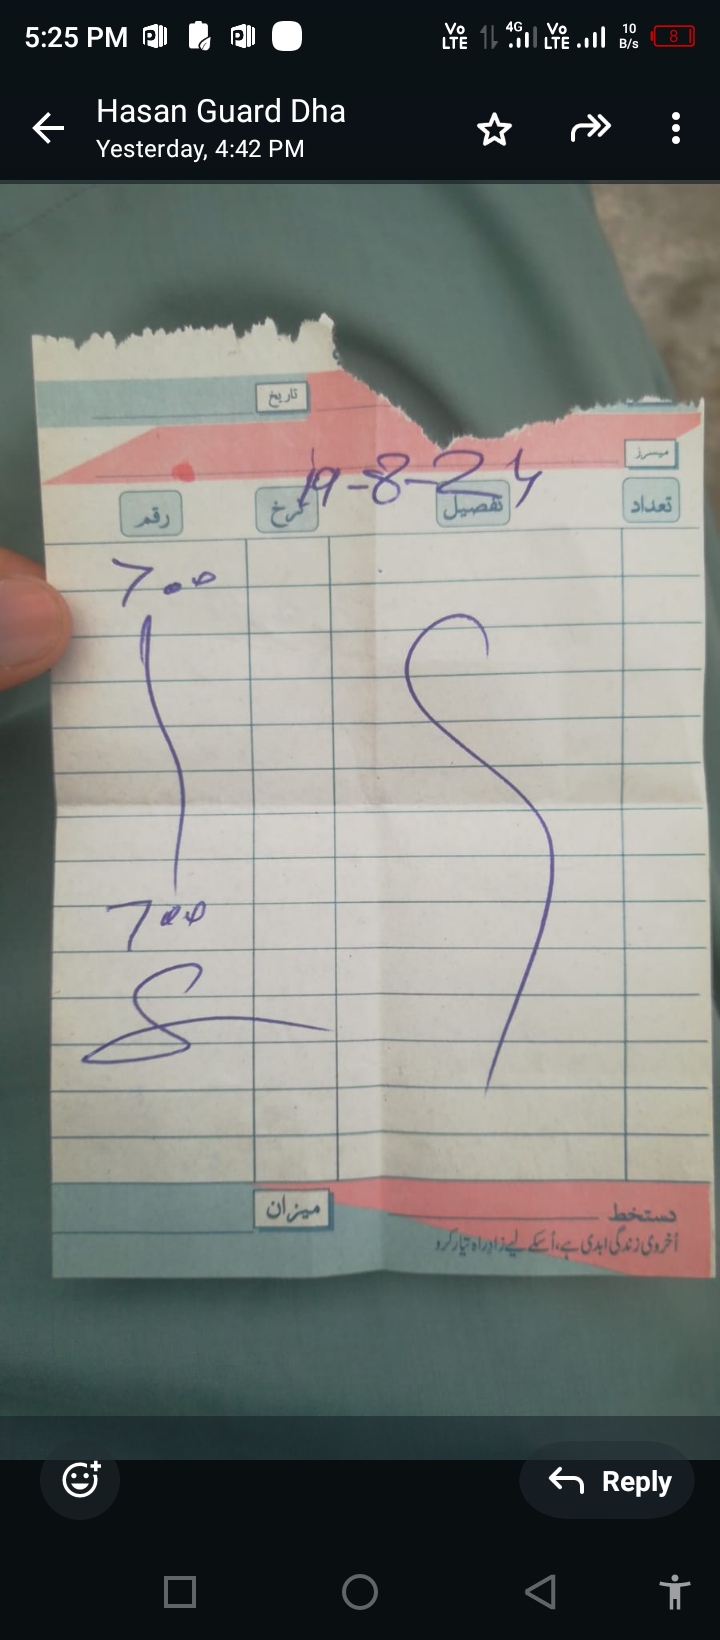 5:25 PM
Vo LTE 4G Vo LTE 10 B/s 8
Hasan Guard Dha
Yesterday, 4:42 PM
تاریخ
میسرز
19-8-24
تعداد تفصیل نرخ رقم
700
700
میزان
دستخط
اُخروی زندگی ابدی ہے، اُسکے لیے زادِ راہ تیار کرو
Reply